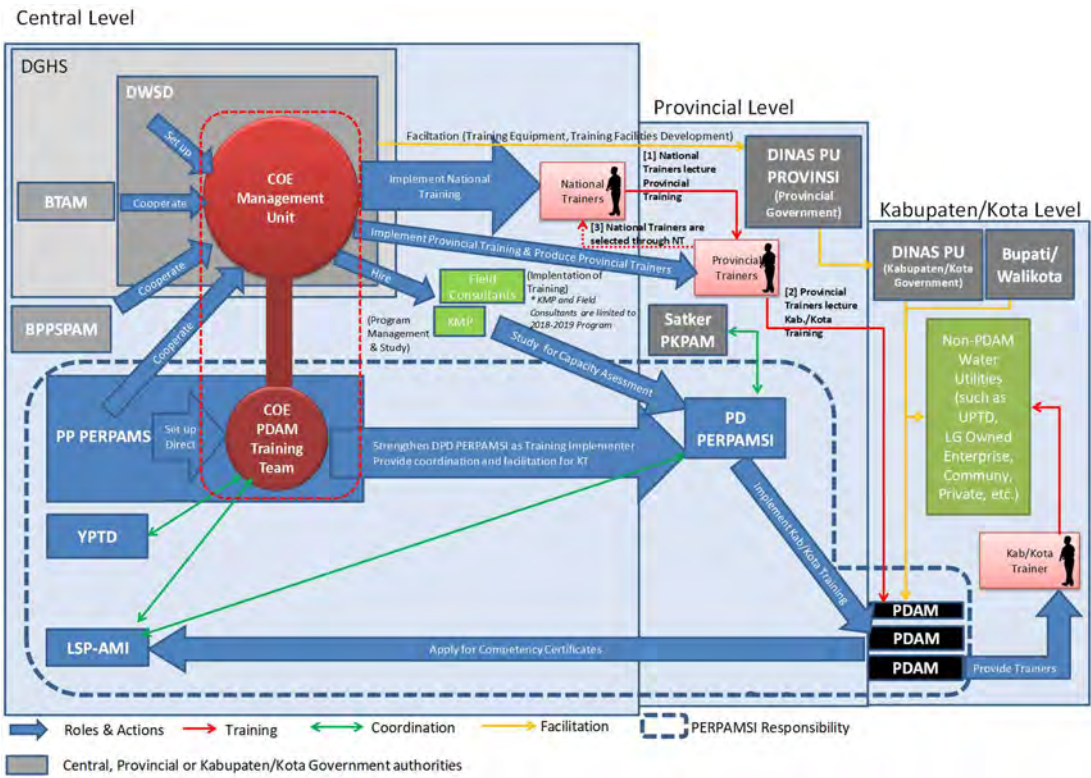 Central Level
DGHS
DWSD
Set up
COE
Management
Unit
BTAM
Cooperate
Cooperate
BPPSPAM
Cooperate
Hire
Implement National
Training
Implement Provincial Training & Produce Provincial Trainers
Facilitation (Training Equipment, Training Facilities Development)
Provincial Level
National
Trainers
[1] National
Trainers lecture
Provincial
Training
DINAS PU
PROVINSI
(Provincial
Government)
[3] National Trainers are
selected through NT
Provincial
Trainers
[2] Provincial
Trainers lecture
Kab./Kota
Training
Kabupaten/Kota Level
DINAS PU
(Kabupaten/Kota
Government)
Bupati/
Walikota
Field
Consultants
(Implentation of
Training)
* KMP and Field
Consultants are limited to
2018-2019 Program
KMP
(Program
Management
& Study)
Satker
PKPAM
Study for Capacity Asessment
Non-PDAM
Water
Utilities
(such as
UPTD,
LG Owned
Enterprise,
Communy,
Private, etc.)
PP PERPAMS
Set up
Direct
COE
PDAM
Training
Team
Strengthen DPD PERPAMSI as Training Implementer
Provide coordination and facilitation for KT
PD
PERPAMSI
Implement Kab/Kota Training
YPTD
Kab/Kota
Trainer
LSP-AMI
Apply for Competency Certificates
PDAM
PDAM
PDAM
Provide Trainers
Roles & Actions
Training
Coordination
Facilitation
PERPAMSI Responsibility
Central, Provincial or Kabupaten/Kota Government authorities